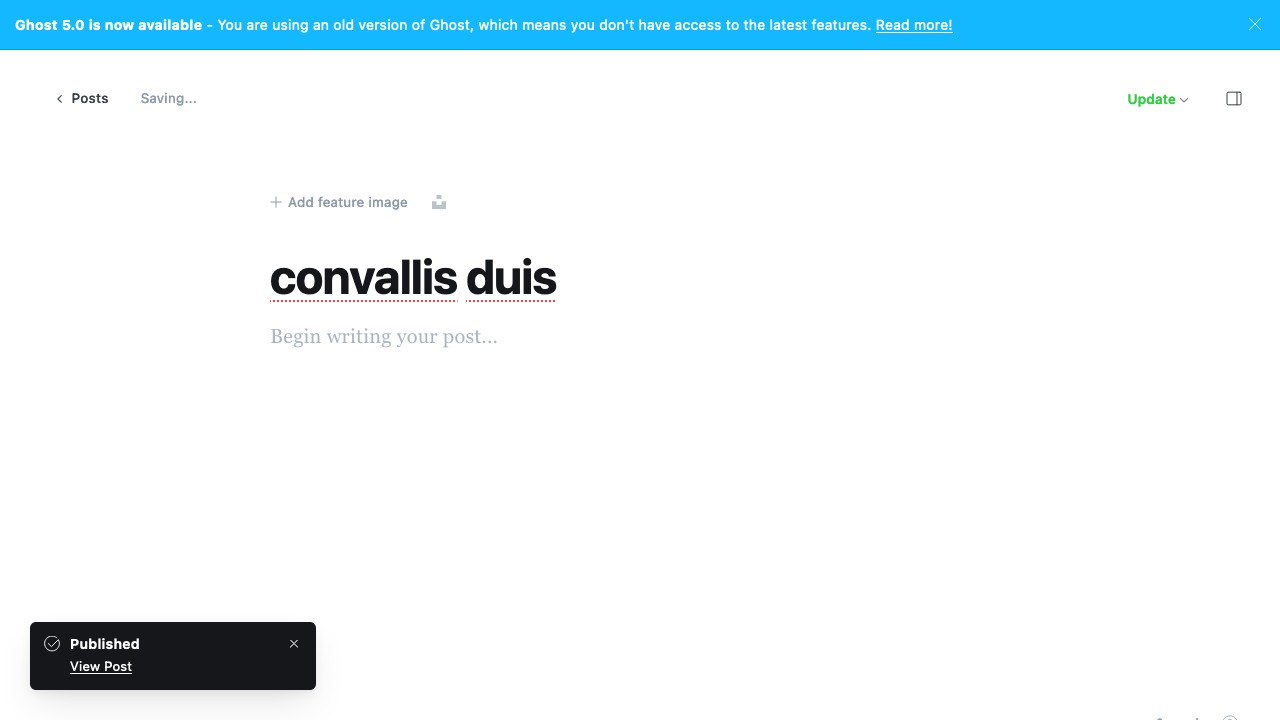 Ghost 5.0 is now available - You are using an old version of Ghost, which means you don't have access to the latest features. Read more!
Posts
Saving...
Update
Add feature image
convallis duis
Begin writing your post...
Published
View Post